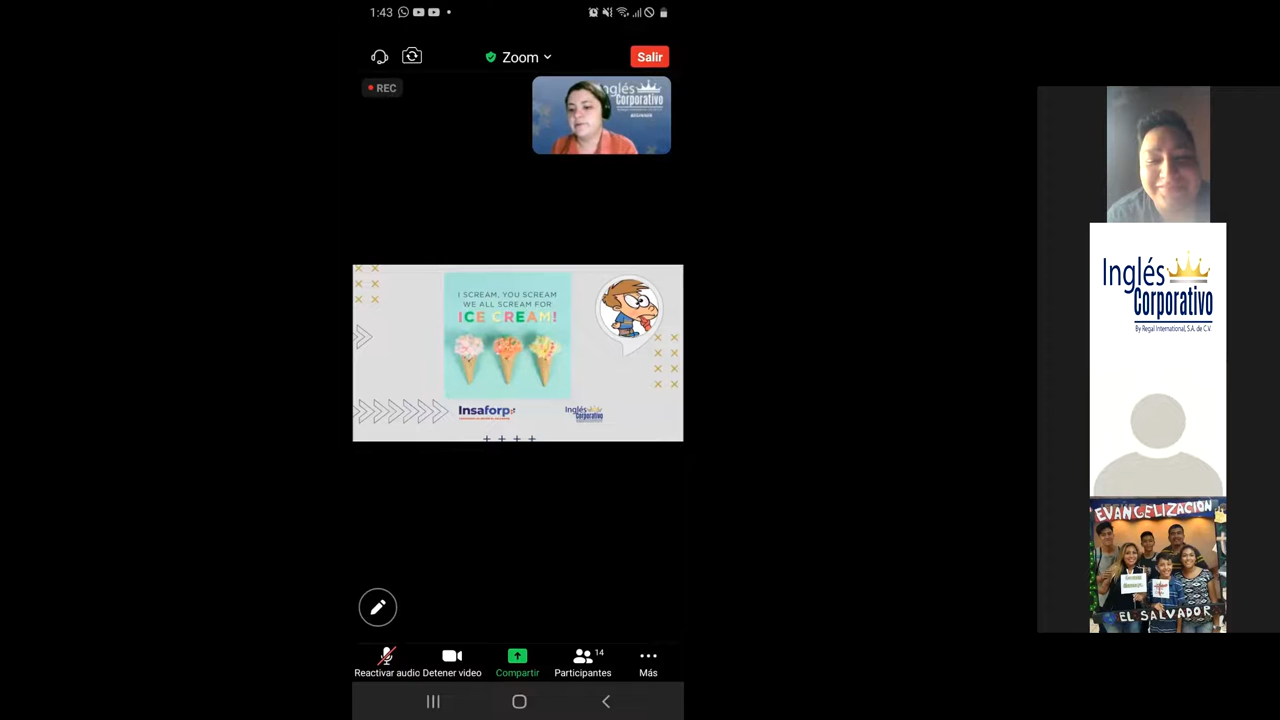 1:43
Zoom
Salir
REC
Inglés
Corporativo
I SCREAM, YOU SCREAM
WE ALL SCREAM FOR
ICE CREAM!
Insaforp
Inglés
Corporativo
Reactivar audio
Detener video
Compartir
14
Participantes
Más
Inglés
Corporativo
By Regal International, S.A. de C.V.
EVANGELIZACION
EL SALVADOR